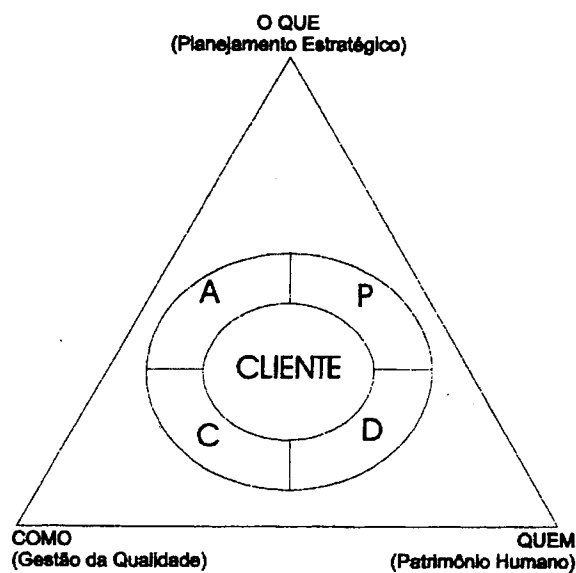 O QUE
(Planejamento Estratégico)
A
P
CLIENTE
C
D
COMO
(Gestão da Qualidade)
QUEM
(Patrimônio Humano)